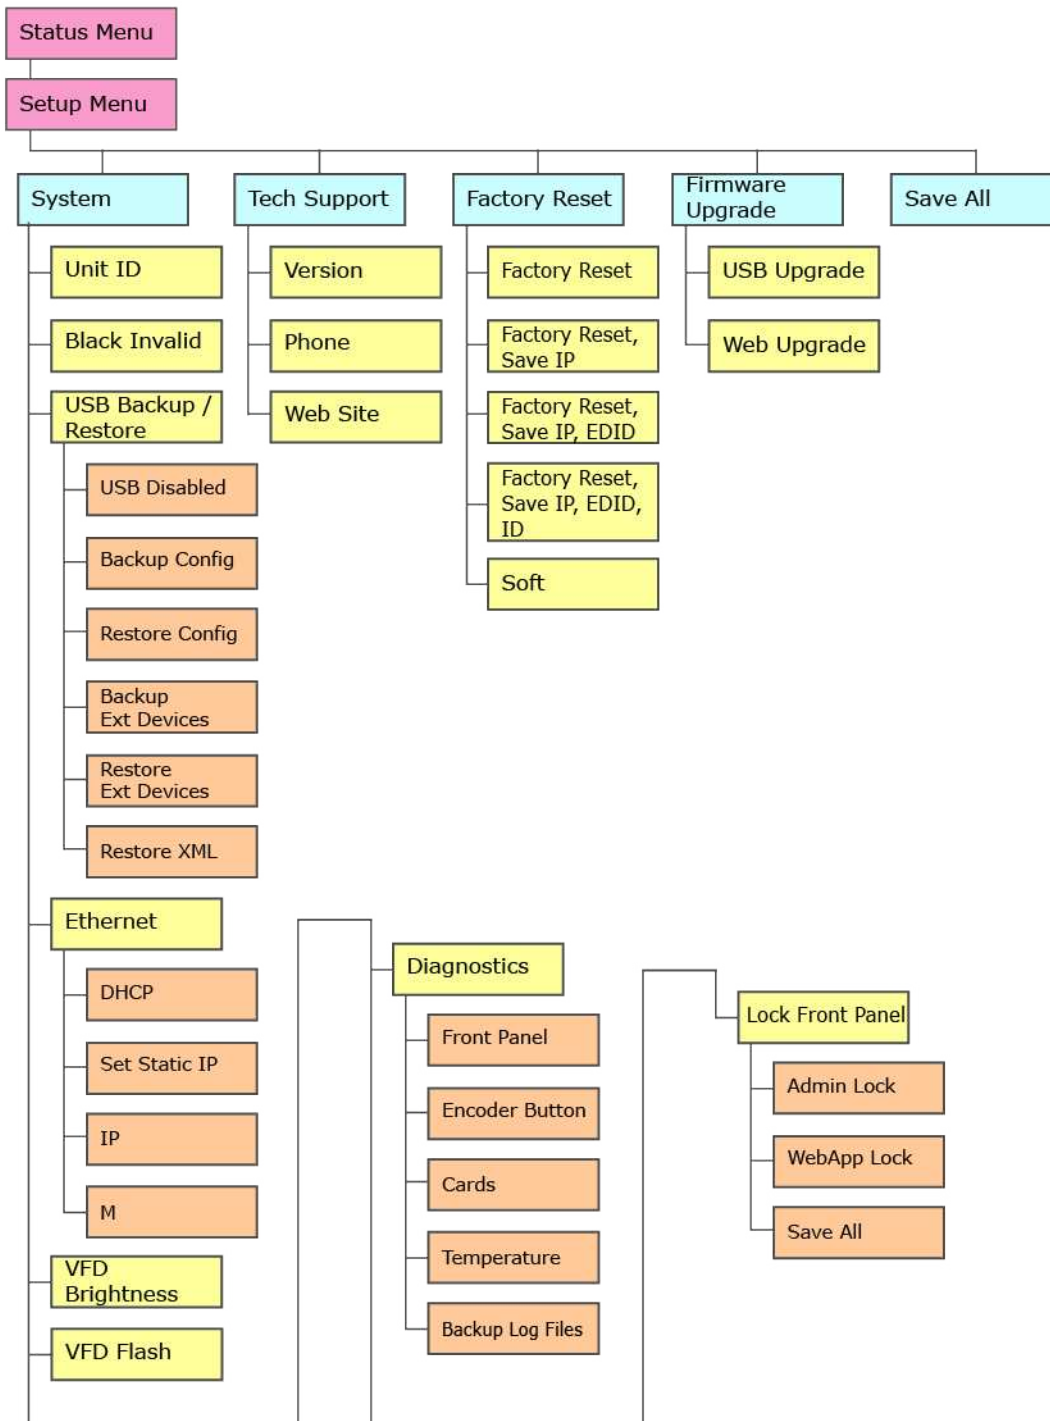 Status Menu
Setup Menu
System
Unit ID
Black Invalid
USB Backup /
Restore
USB Disabled
Backup Config
Restore Config
Backup
Ext Devices
Restore
Ext Devices
Restore XML
Ethernet
DHCP
Set Static IP
IP
M
VFD
Brightness
VFD Flash
Tech Support
Version
Phone
Web Site
Factory Reset
Factory Reset
Factory Reset,
Save IP
Factory Reset,
Save IP, EDID
Factory Reset,
Save IP, EDID,
ID
Soft
Firmware
Upgrade
USB Upgrade
Web Upgrade
Save All
Diagnostics
Front Panel
Encoder Button
Cards
Temperature
Backup Log Files
Lock Front Panel
Admin Lock
WebApp Lock
Save All